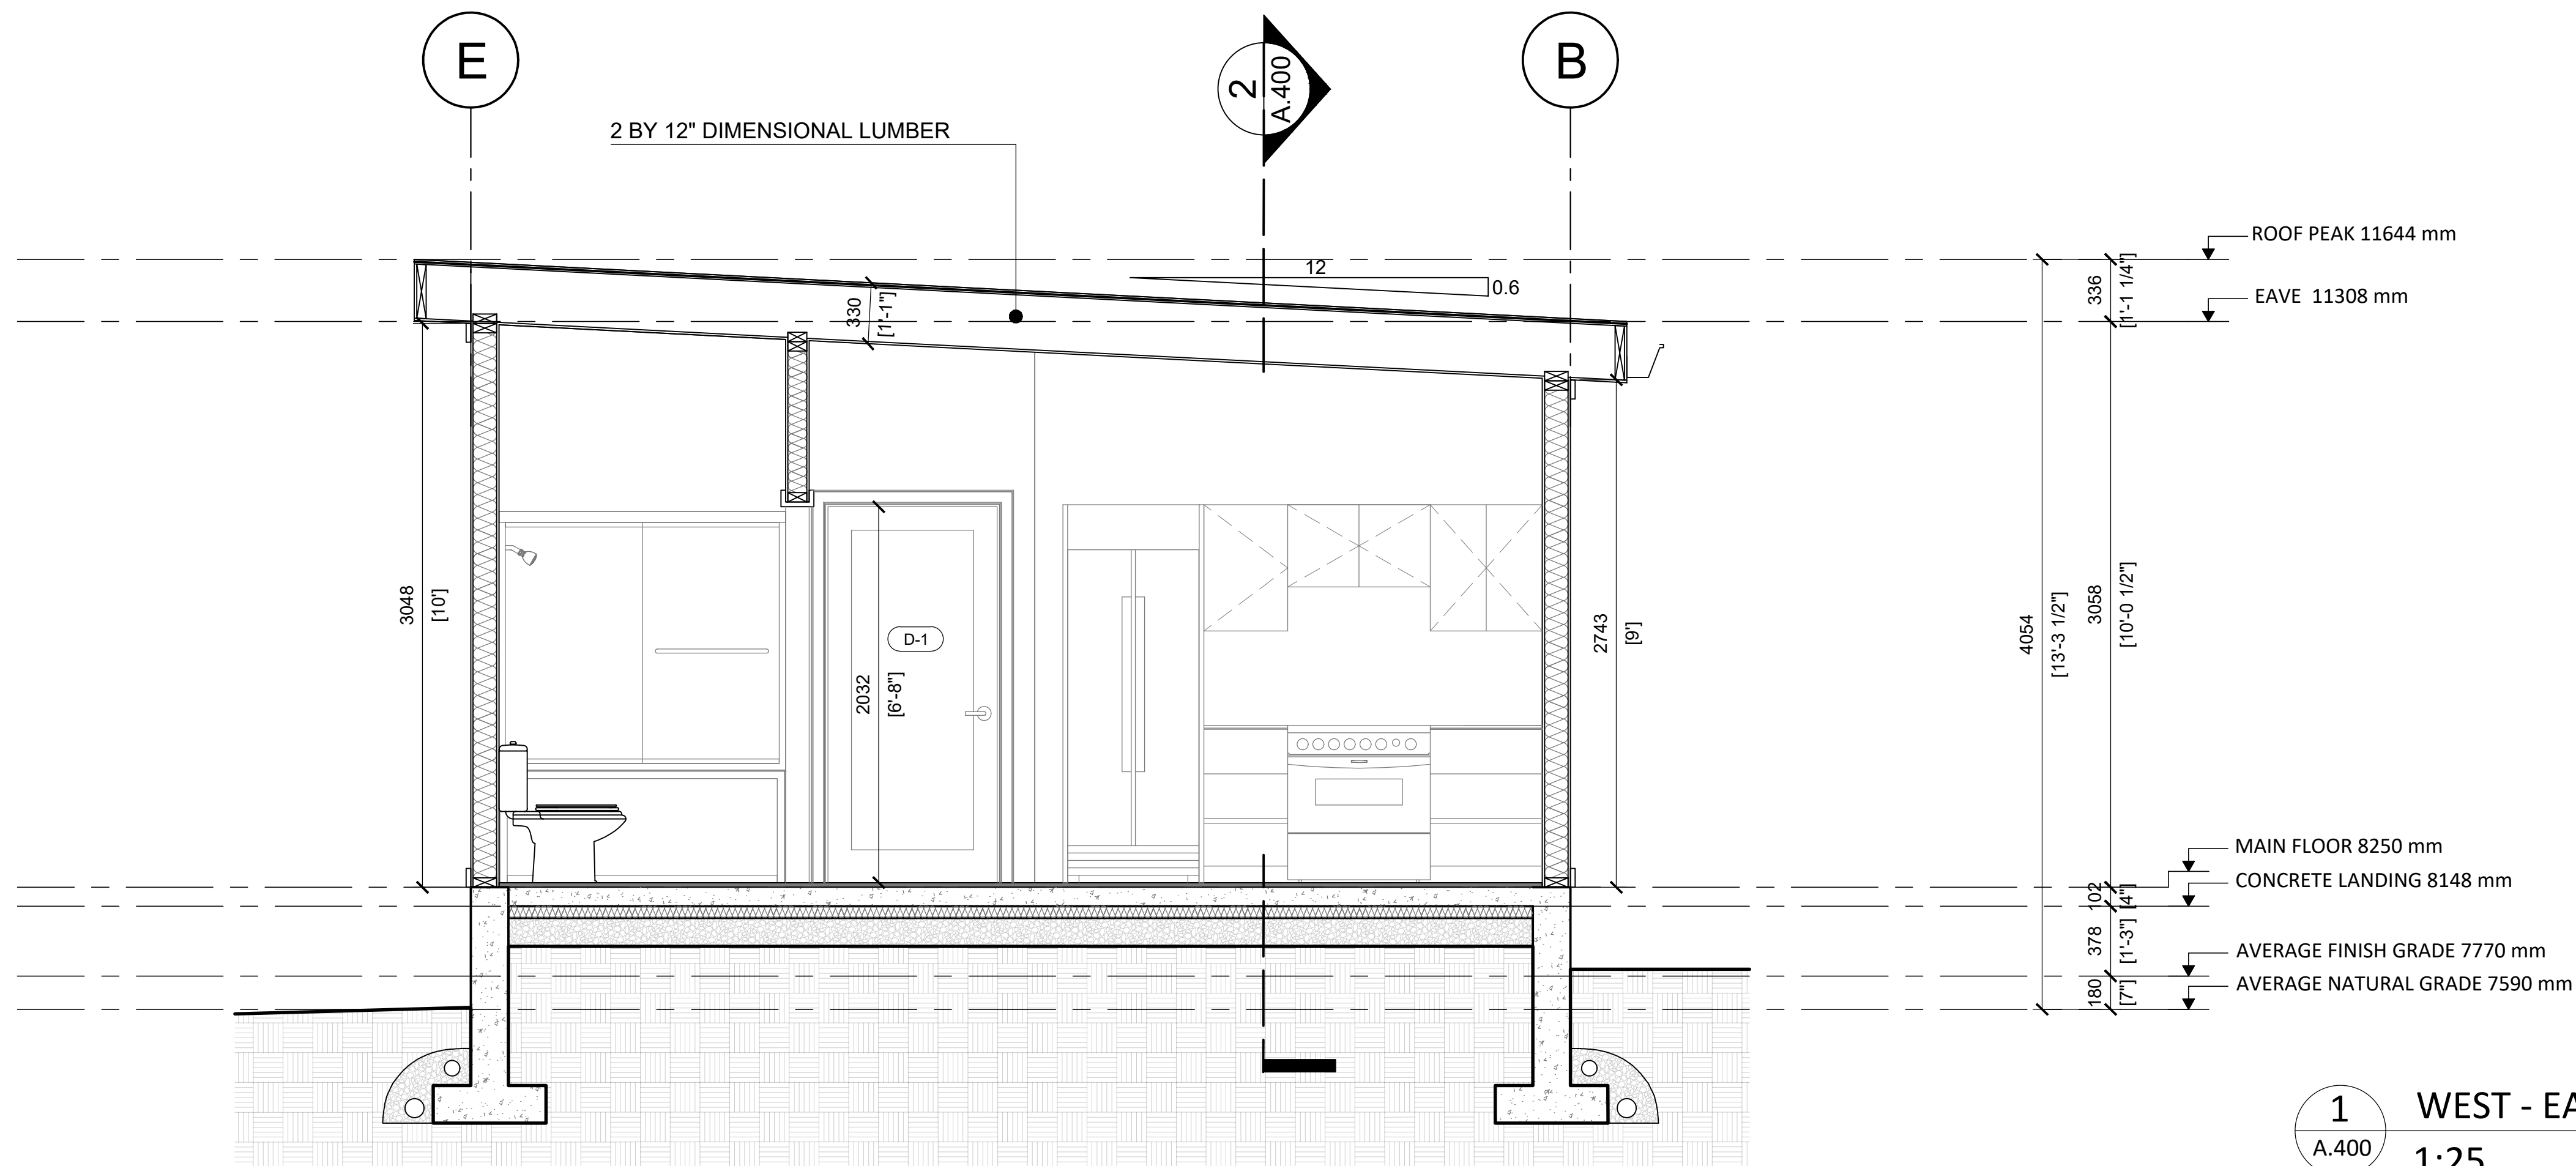 E
2
A.400
B
2 BY 12" DIMENSIONAL LUMBER
ROOF PEAK 11644 mm
EAVE 11308 mm
12
0.6
330
[1'-1"]
336
[1'-1 1/4"]
3048
[10']
D-1
2032
[6'-8"]
2743
[9']
4054
[13'-3 1/2"]
3058
[10'-0 1/2"]
MAIN FLOOR 8250 mm
CONCRETE LANDING 8148 mm
102
[4"]
378
[1'-3"]
AVERAGE FINISH GRADE 7770 mm
AVERAGE NATURAL GRADE 7590 mm
180
[7"]
1
A.400
WEST - EA
1:25